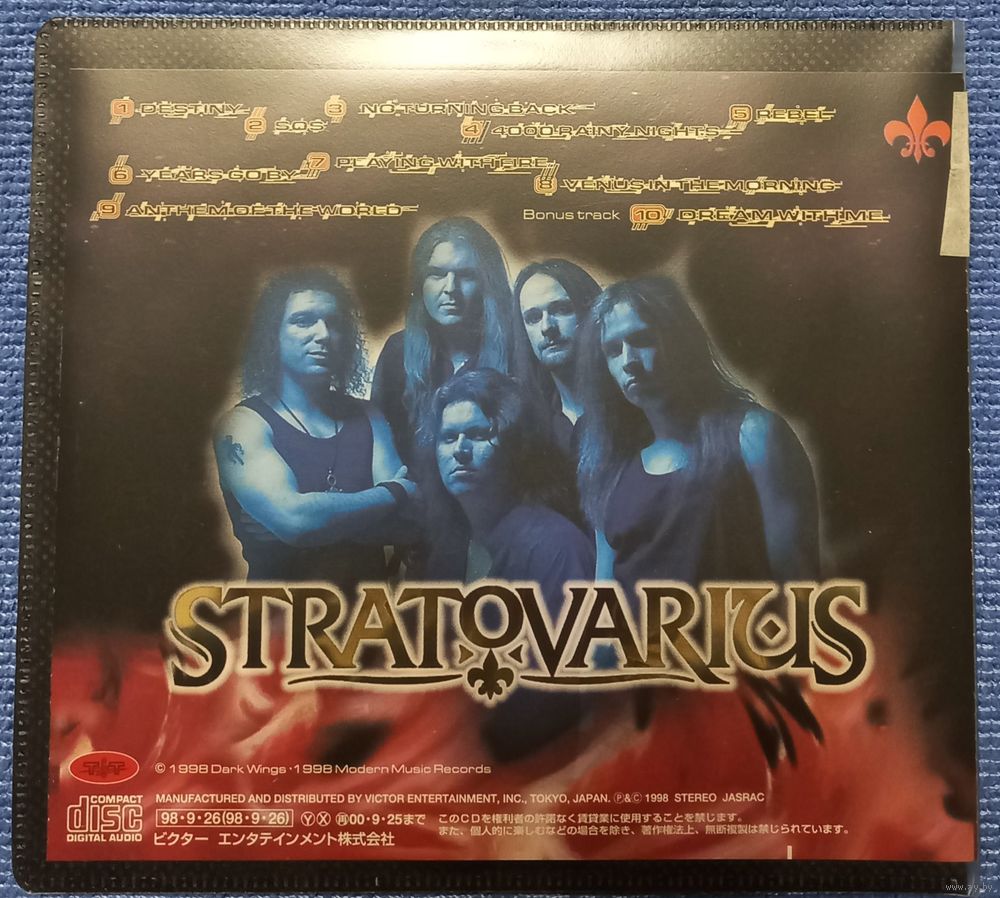 1 DESTINY
2 SOS
3 NO TURNING BACK
4 4000 RAINY NIGHTS
5 REBEL
6 YEARS GO BY
7 PLAYING WITH FIRE
8 VENUS IN THE MORNING
9 ANTHEM OF THE WORLD
Bonus track 10 DREAM WITH ME
STRATOVARIUS
T&T
© 1998 Dark Wings · 1998 Modern Music Records
COMPACT disc DIGITAL AUDIO
MANUFACTURED AND DISTRIBUTED BY VICTOR ENTERTAINMENT, INC., TOKYO, JAPAN. Ⓟ&Ⓒ 1998 STEREO JASRAC
98・9・26(98・9・26) Ⓨ Ⓧ 再00・9・25まで
このCDを権利者の許諾なく賃貸業に使用することを禁じます。
ビクター エンタテインメント株式会社
また、個人的に楽しむなどの場合を除き、著作権法上、無断複製は禁じられています。
www.ay.by